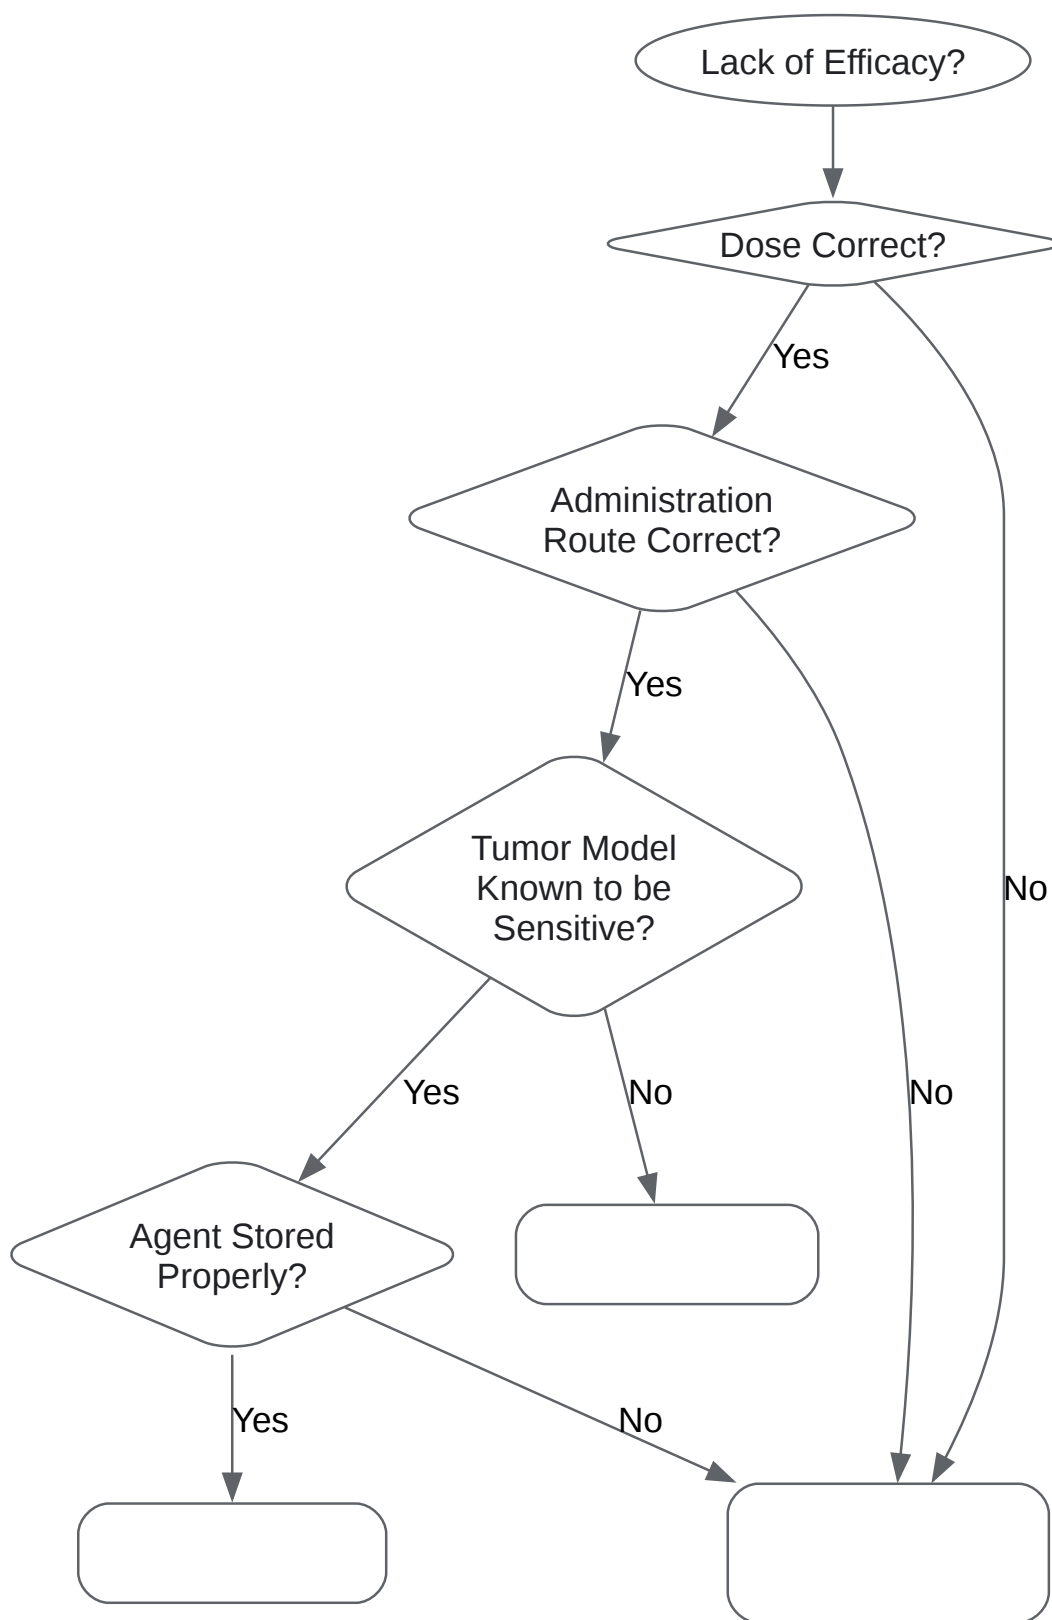 Lack of Efficacy?
Dose Correct?
Yes
Administration
Route Correct?
Yes
Tumor Model
Known to be
Sensitive?
No
Yes
No
No
Agent Stored
Properly?
Yes
No